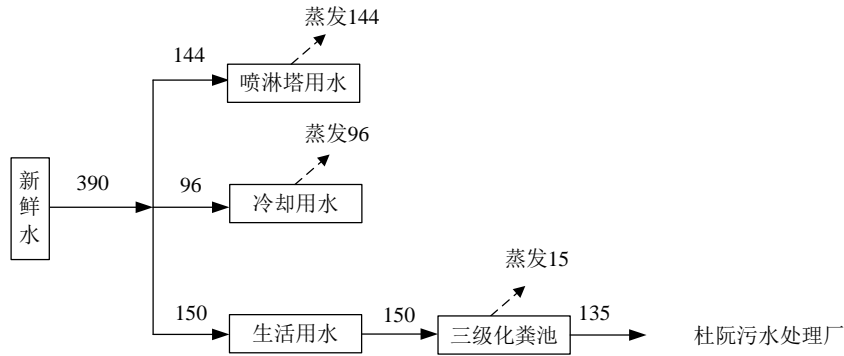 蒸发144
144
喷淋塔用水
蒸发96
新鲜水
390
96
冷却用水
蒸发15
150
生活用水
150
三级化粪池
135
杜阮污水处理厂